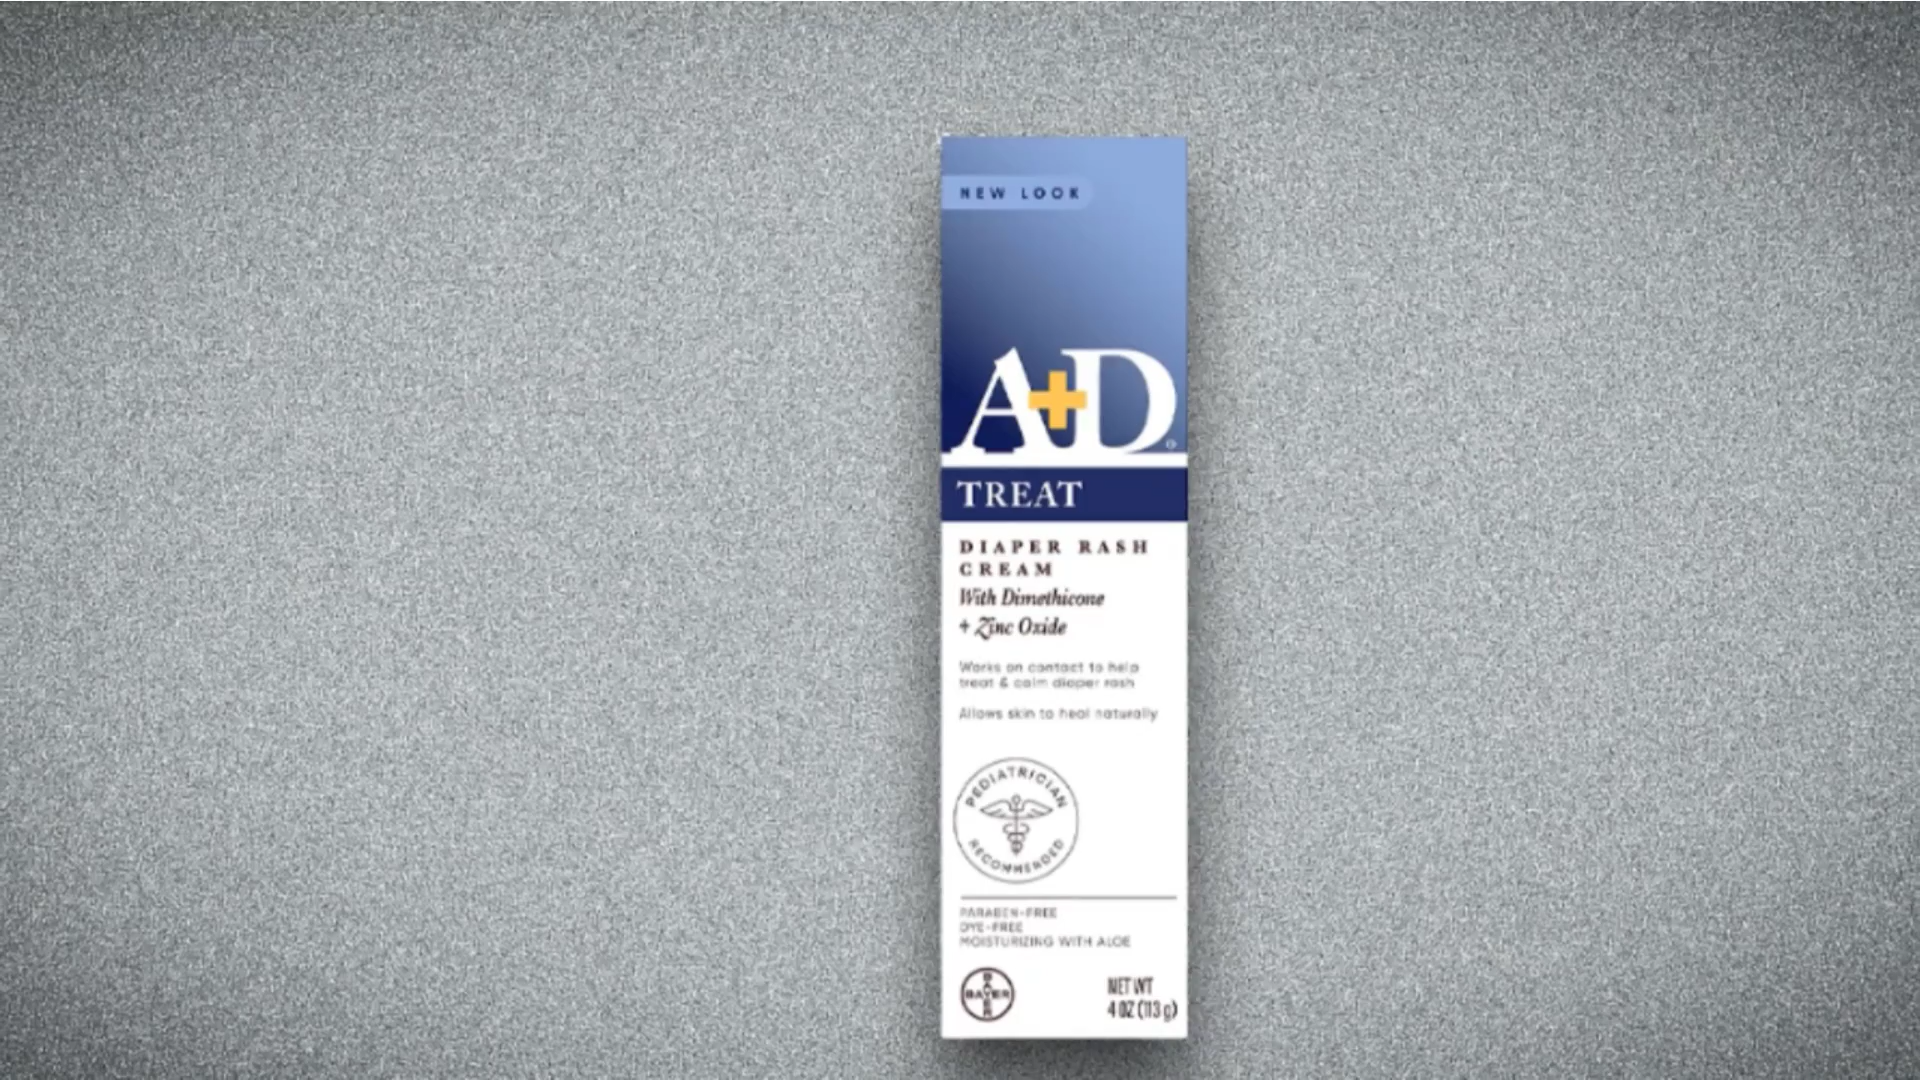 NEW LOOK
A+D®
TREAT
DIAPER RASH
CREAM
With Dimethicone
+ Zinc Oxide
Works on contact to help
treat & calm diaper rash
Allows skin to heal naturally
PEDIATRICIAN
RECOMMENDED
PARABEN-FREE
DYE-FREE
MOISTURIZING WITH ALOE
BAYER
BAYER
NET WT
4 OZ (113 g)